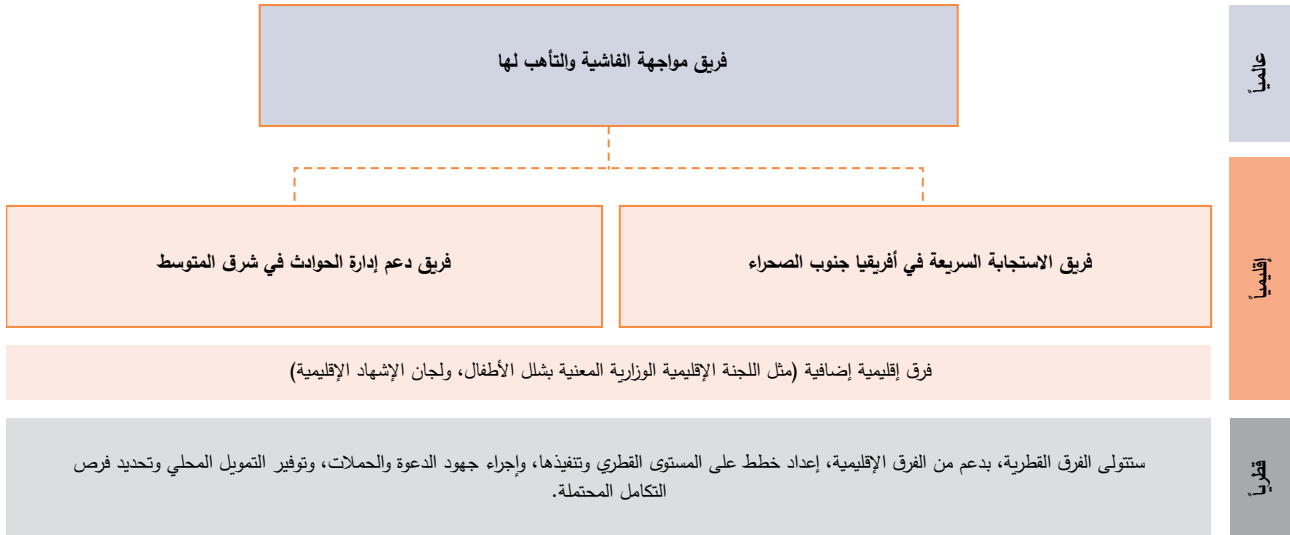 عالمياً
فريق مواجهة الفاشية والتأهب لها
إقليمياً
فريق الاستجابة السريعة في أفريقيا جنوب الصحراء
فريق دعم إدارة الحوادث في شرق المتوسط
فرق إقليمية إضافية (مثل اللجنة الإقليمية الوزارية المعنية بشلل الأطفال، ولجان الإشهاد الإقليمية)
قطرياً
ستتولى الفرق القطرية، بدعم من الفرق الإقليمية، إعداد خطط على المستوى القطري وتنفيذها، وإجراء جهود الدعوة والحملات، وتوفير التمويل المحلي وتحديد فرص
التكامل المحتملة.